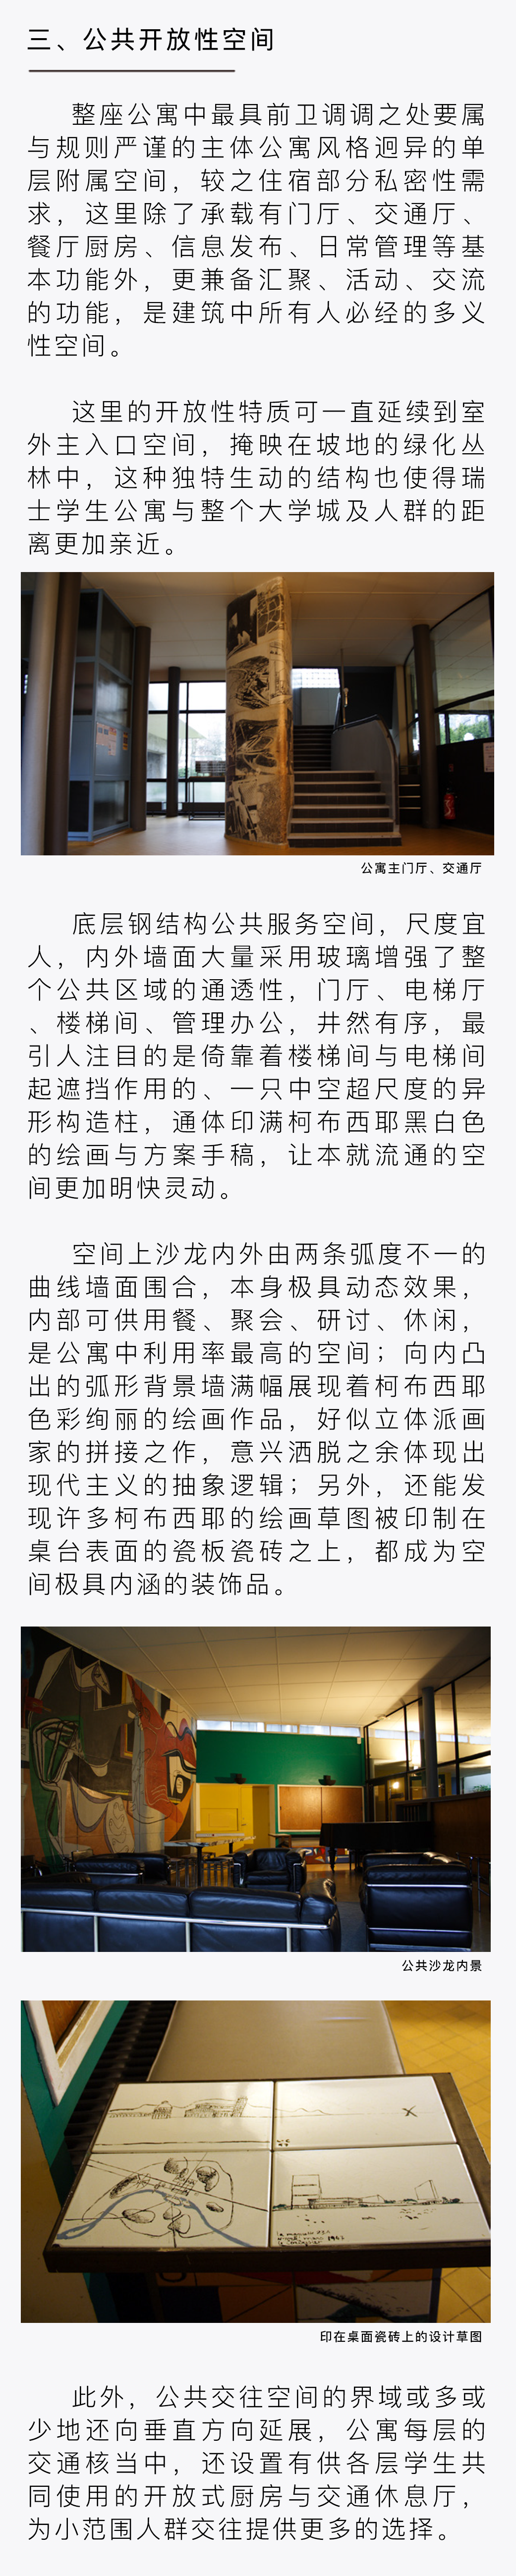 三、公共开放性空间
整座公寓中最具前卫调调之处要属
与规则严谨的主体公寓风格迥异的单
层附属空间，较之住宿部分私密性需
求，这里除了承载有门厅、交通厅、
餐厅厨房、信息发布、日常管理等基
本功能外，更兼备汇聚、活动、交流
的功能，是建筑中所有人必经的多义
性空间。
这里的开放性特质可一直延续到室
外主入口空间，掩映在坡地的绿化丛
林中，这种独特生动的结构也使得瑞
士学生公寓与整个大学城及人群的距
离更加亲近。
公寓主门厅、交通厅
底层钢结构公共服务空间，尺度宜
人，内外墙面大量采用玻璃增强了整
个公共区域的通透性，门厅、电梯厅
、楼梯间、管理办公，井然有序，最
引人注目的是倚靠着楼梯间与电梯间
起遮挡作用的、一只中空超尺度的异
形构造柱，通体印满柯布西耶黑白色
的绘画与方案手稿，让本就流通的空
间更加明快灵动。
空间上沙龙内外由两条弧度不一的
曲线墙面围合，本身极具动态效果，
内部可供用餐、聚会、研讨、休闲，
是公寓中利用率最高的空间；向内凸
出的弧形背景墙满幅展现着柯布西耶
色彩绚丽的绘画作品，好似立体派画
家的拼接之作，意兴洒脱之余体现出
现代主义的抽象逻辑；另外，还能发
现许多柯布西耶的绘画草图被印制在
桌台表面的瓷板瓷砖之上，都成为空
间极具内涵的装饰品。
公共沙龙内景
印在桌面瓷砖上的设计草图
此外，公共交往空间的界域或多或
少地还向垂直方向延展，公寓每层的
交通核当中，还设置有供各层学生共
同使用的开放式厨房与交通休息厅，
为小范围人群交往提供更多的选择。